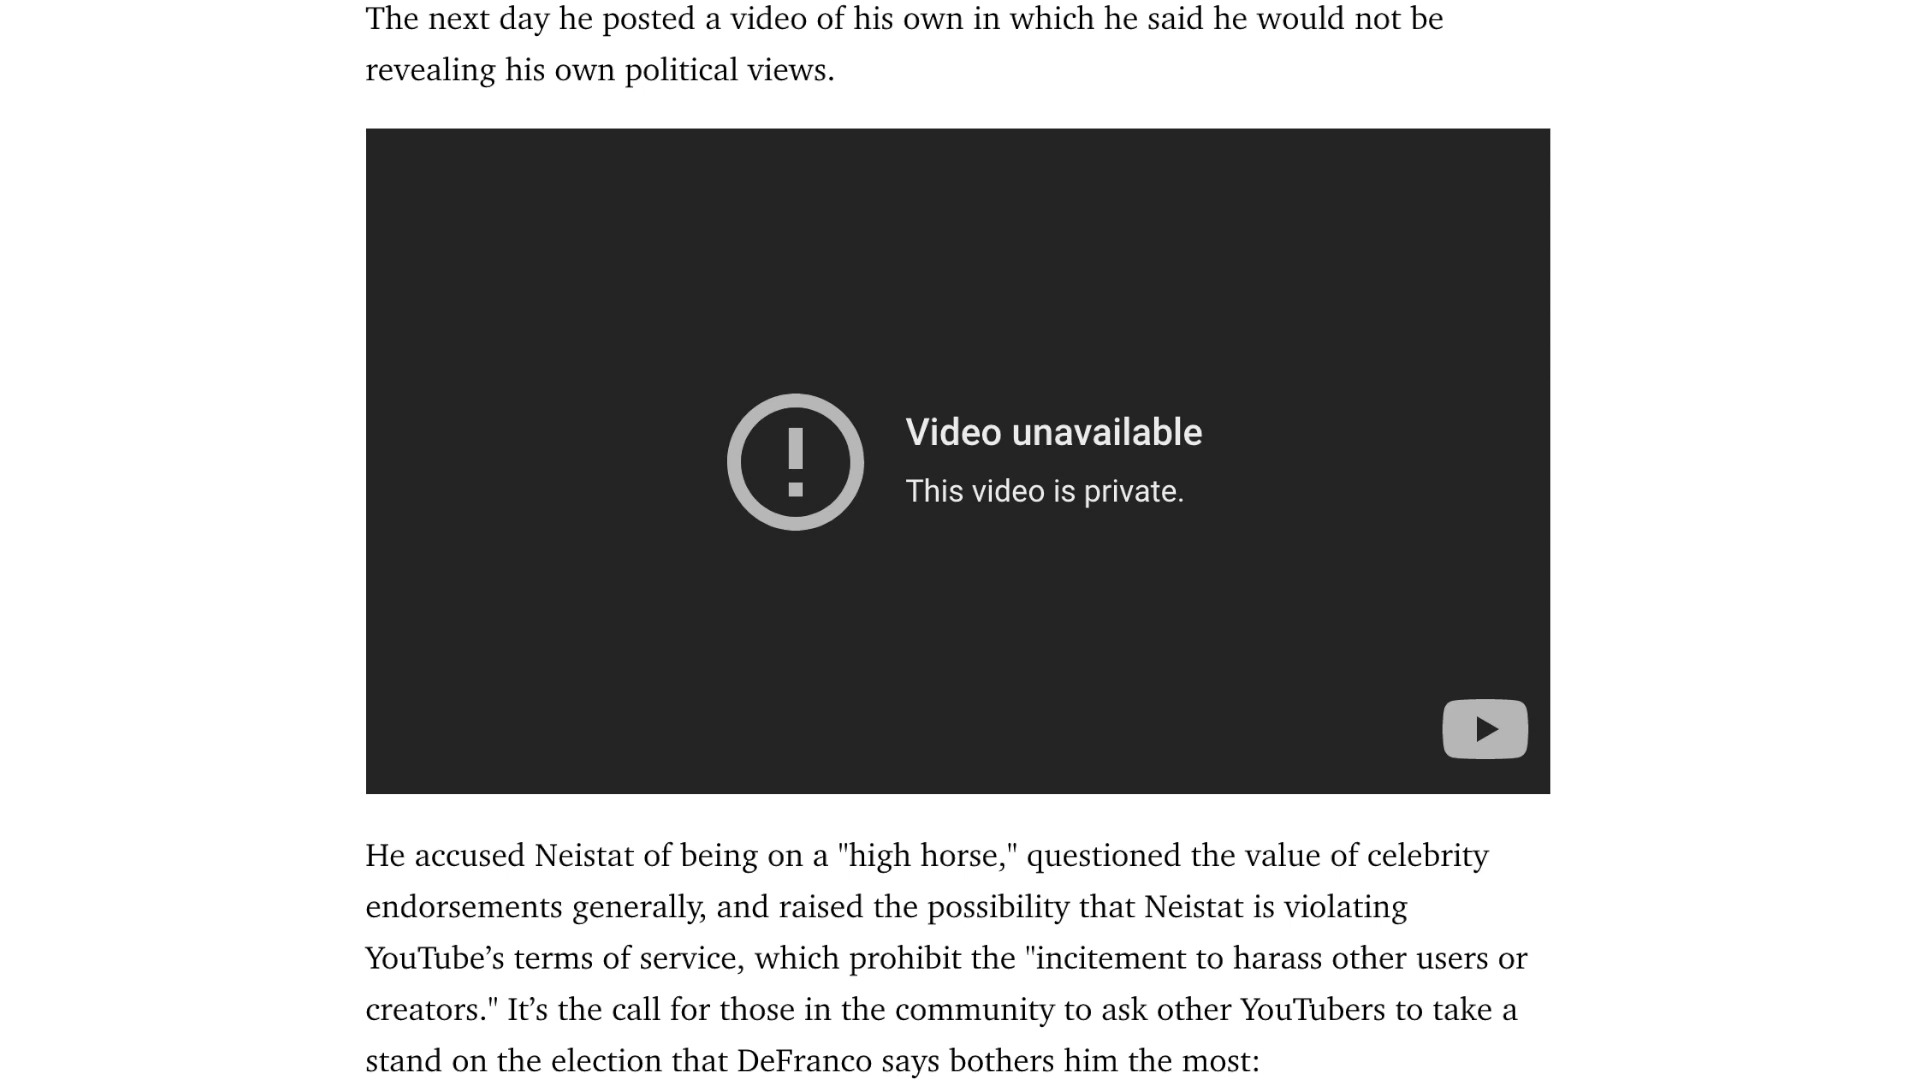 The next day he posted a video of his own in which he said he would not be
revealing his own political views.
Video unavailable
This video is private.
He accused Neistat of being on a "high horse," questioned the value of celebrity
endorsements generally, and raised the possibility that Neistat is violating
YouTube’s terms of service, which prohibit the "incitement to harass other users or
creators." It’s the call for those in the community to ask other YouTubers to take a
stand on the election that DeFranco says bothers him the most: